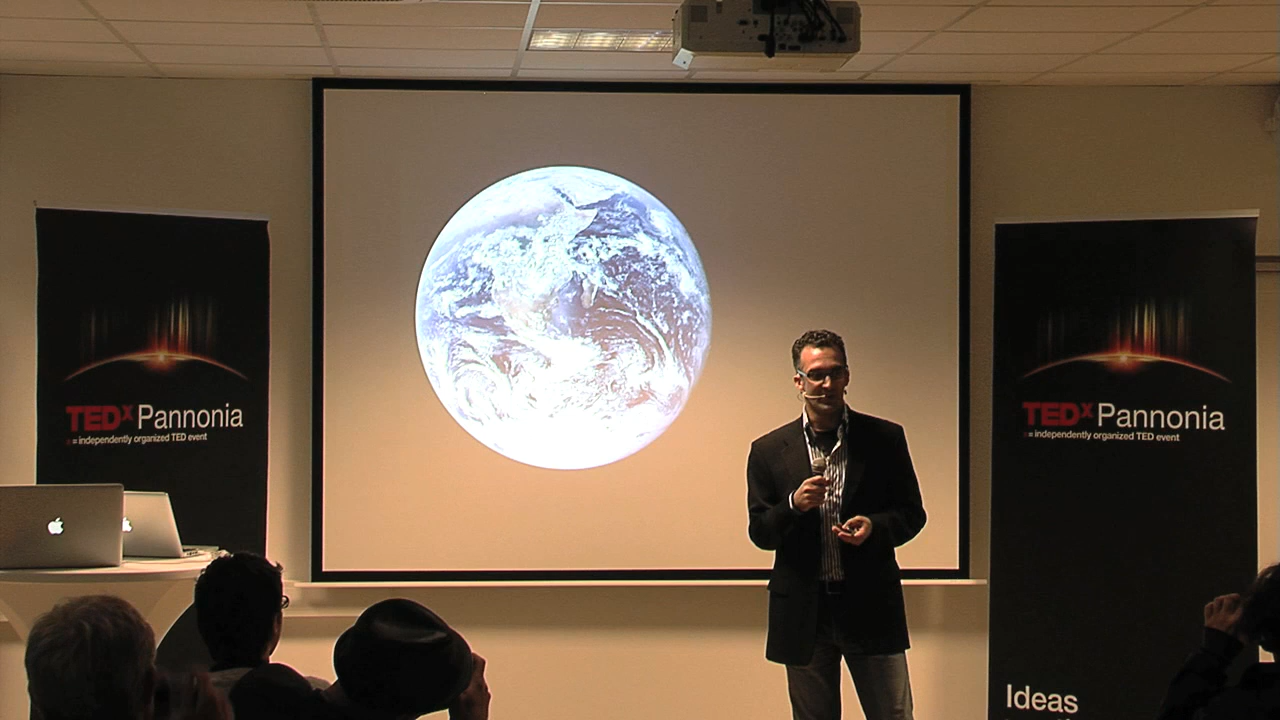 TEDx Pannonia
x = independently organized TED event
TEDx Pannonia
x = independently organized TED event
Ideas